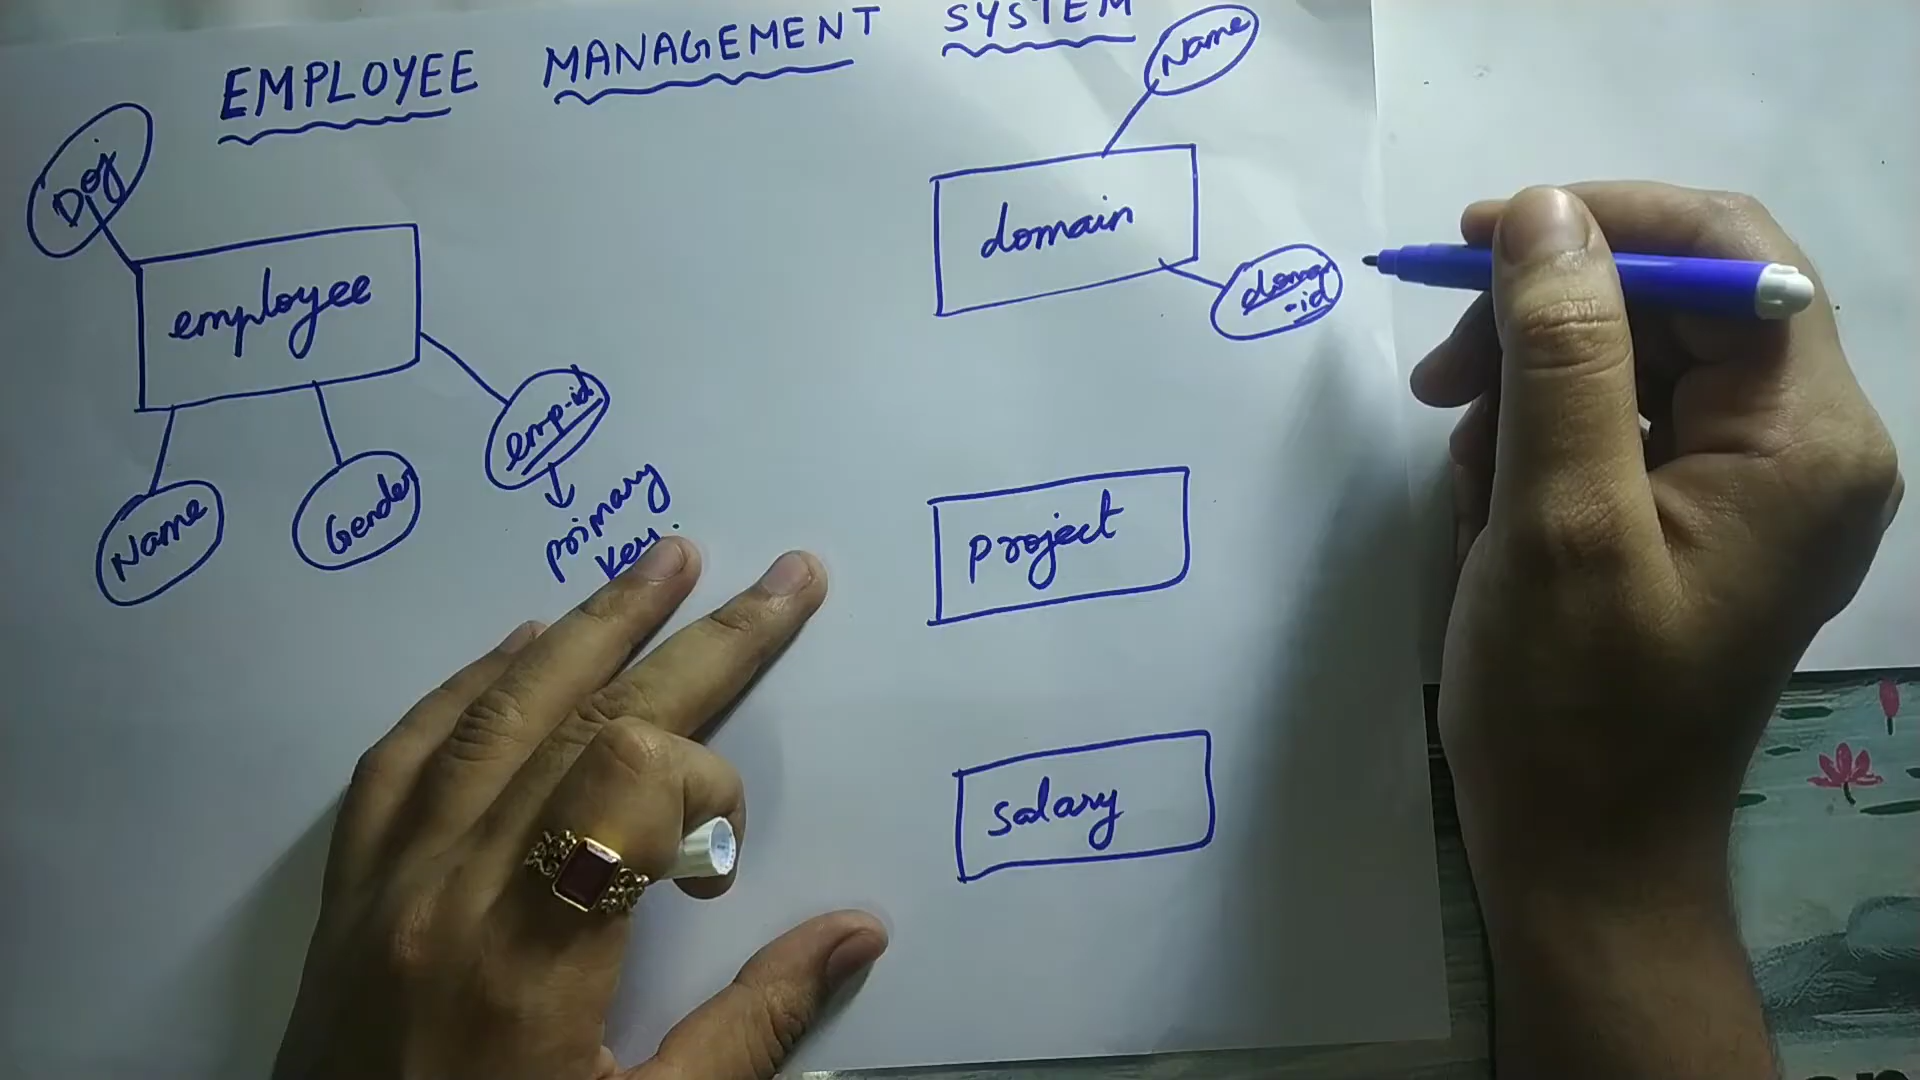 EMPLOYEE MANAGEMENT SYSTEM
Name
Doj
domain
domain
-id
employee
emp-id
primary
key.
Name
Gender
project
salary